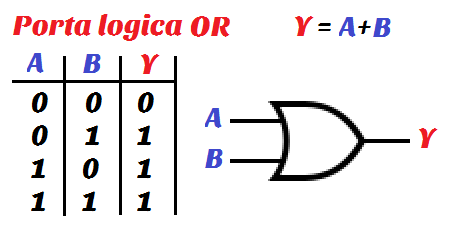 Porta logica OR
Y = A+B
A B Y
0 0 0
0 1 1
1 0 1
1 1 1
A
B
Y